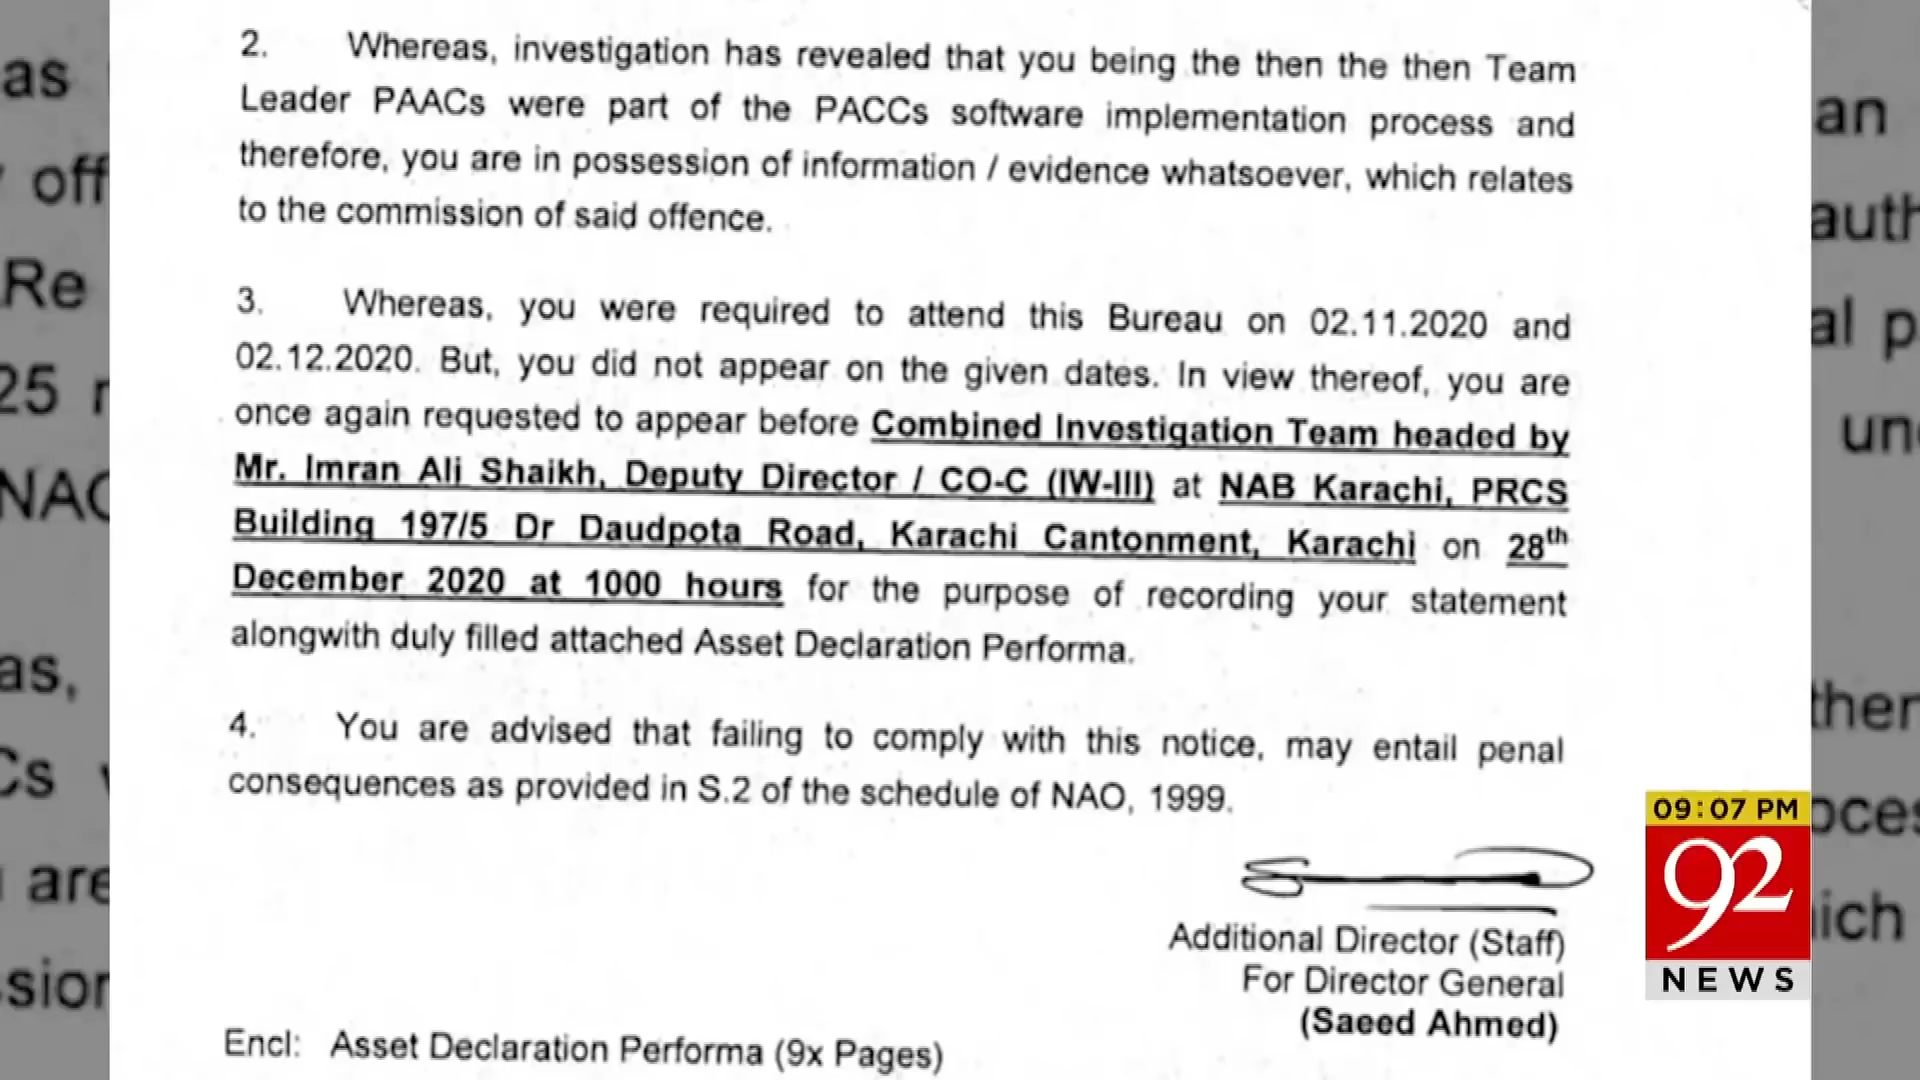 2. Whereas, investigation has revealed that you being the then the then Team
Leader PAACs were part of the PACCs software implementation process and
therefore, you are in possession of information / evidence whatsoever, which relates
to the commission of said offence.
3. Whereas, you were required to attend this Bureau on 02.11.2020 and
02.12.2020. But, you did not appear on the given dates. In view thereof, you are
once again requested to appear before Combined Investigation Team headed by
Mr. Imran Ali Shaikh, Deputy Director / CO-C (IW-III) at NAB Karachi, PRCS
Building 197/5 Dr Daudpota Road, Karachi Cantonment, Karachi on 28th
December 2020 at 1000 hours for the purpose of recording your statement
alongwith duly filled attached Asset Declaration Performa.
4. You are advised that failing to comply with this notice, may entail penal
consequences as provided in S.2 of the schedule of NAO, 1999.
Additional Director (Staff)
For Director General
(Saeed Ahmed)
Encl: Asset Declaration Performa (9x Pages)
09:07 PM
92
NEWS